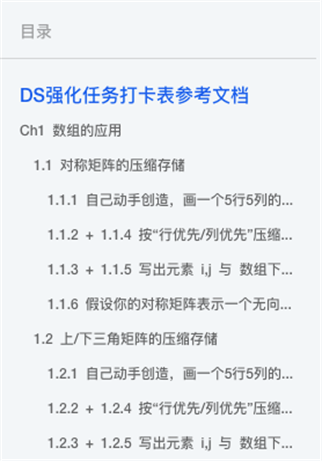 目录
DS强化任务打卡表参考文档
Ch1 数组的应用
1.1 对称矩阵的压缩存储
1.1.1 自己动手创造，画一个5行5列的...
1.1.2 + 1.1.4 按“行优先/列优先”压缩...
1.1.3 + 1.1.5 写出元素 i,j 与 数组下...
1.1.6 假设你的对称矩阵表示一个无向...
1.2 上/下三角矩阵的压缩存储
1.2.1 自己动手创造，画一个5行5列的...
1.2.2 + 1.2.4 按“行优先/列优先”压缩...
1.2.3 + 1.2.5 写出元素 i,j 与 数组下...